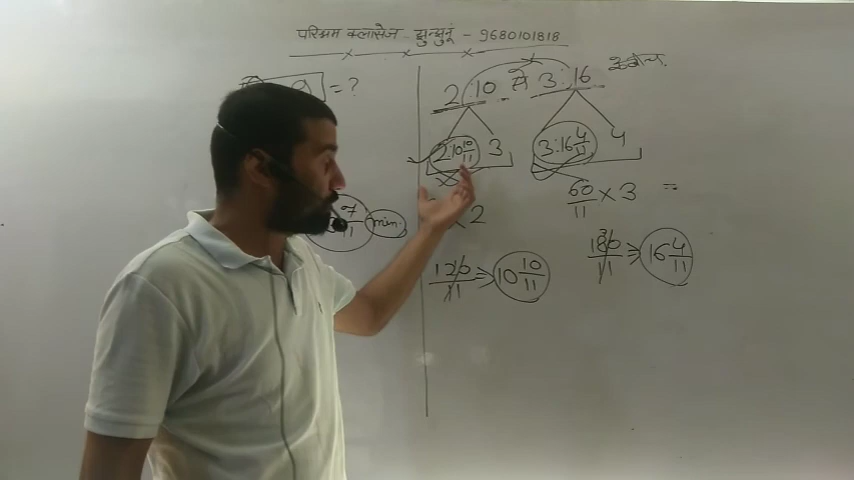 परिश्रम क्लासेज झुन्झुनूं - 9680101818
= ?
2:10 से 3:16
2:10 10/11 3
3:16 4/11 4
7/11 min.
× 2
60/11 × 3 =
120/11 ⇒ 10 10/11
180/11 ⇒ 16 4/11